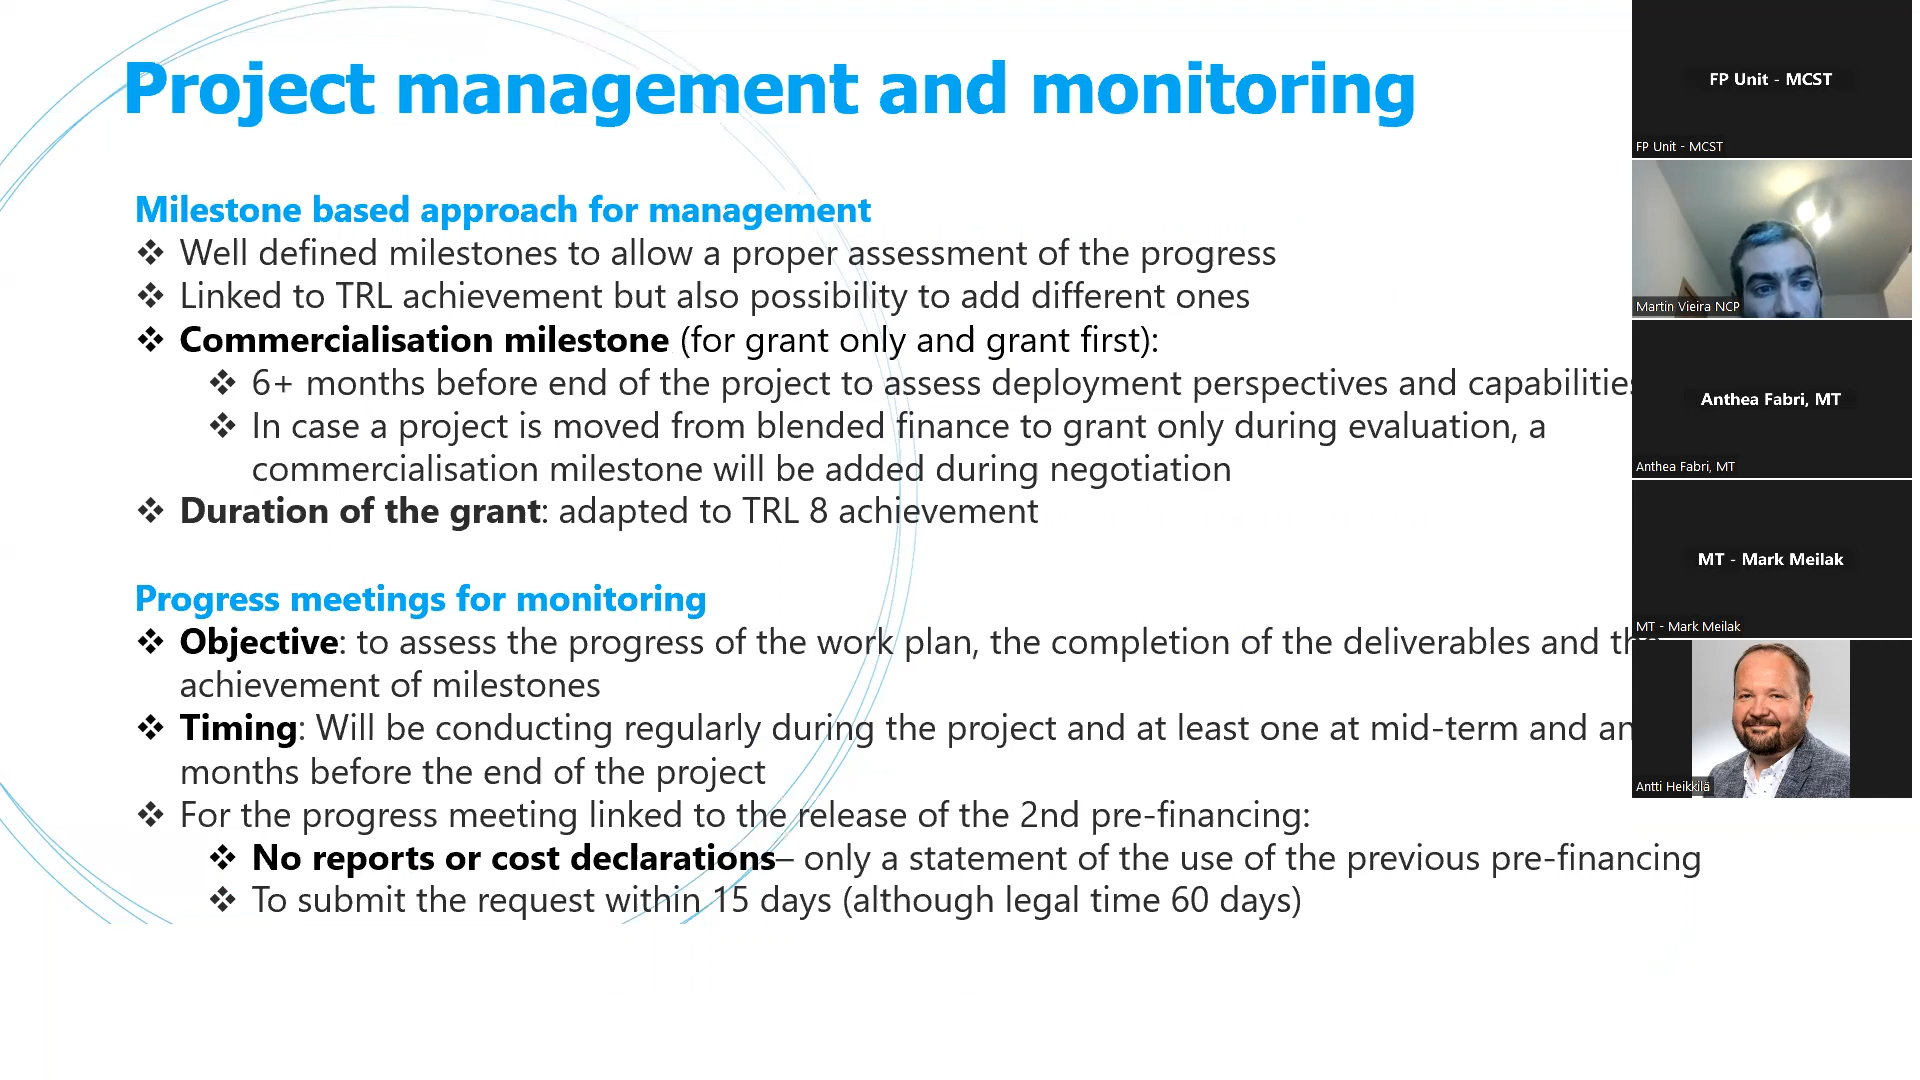 Project management and monitoring
Milestone based approach for management
❖ Well defined milestones to allow a proper assessment of the progress
❖ Linked to TRL achievement but also possibility to add different ones
❖ Commercialisation milestone (for grant only and grant first):
❖ 6+ months before end of the project to assess deployment perspectives and capabilities
❖ In case a project is moved from blended finance to grant only during evaluation, a
commercialisation milestone will be added during negotiation
❖ Duration of the grant: adapted to TRL 8 achievement
Progress meetings for monitoring
❖ Objective: to assess the progress of the work plan, the completion of the deliverables and the
achievement of milestones
❖ Timing: Will be conducting regularly during the project and at least one at mid-term and
months before the end of the project
❖ For the progress meeting linked to the release of the 2nd pre-financing:
❖ No reports or cost declarations– only a statement of the use of the previous pre-financing
❖ To submit the request within 15 days (although legal time 60 days)
FP Unit - MCST
FP Unit - MCST
Martin Vieira NCP
Anthea Fabri, MT
Anthea Fabri, MT
MT - Mark Meilak
MT - Mark Meilak
Antti Heikkilä